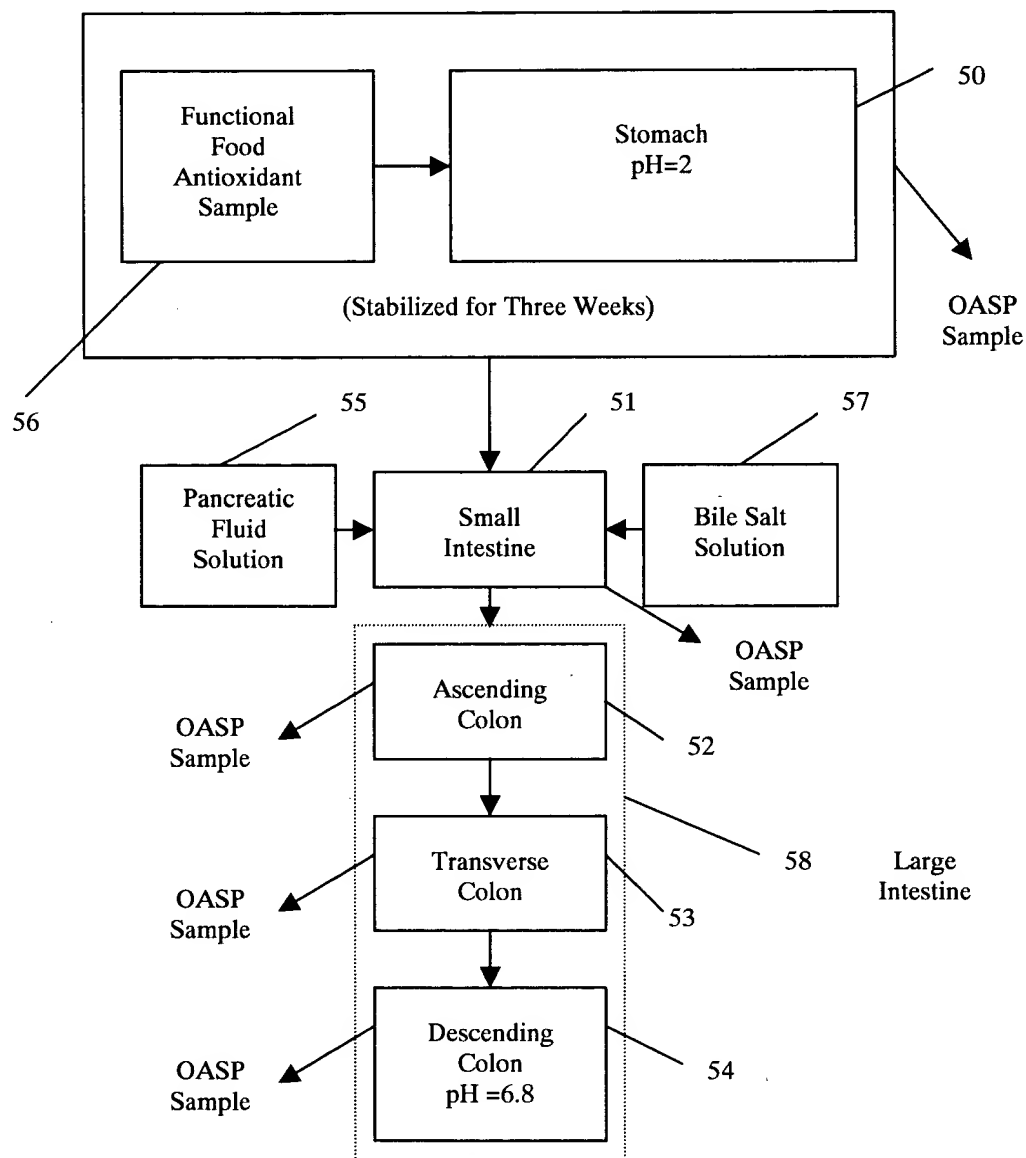 50
Functional
Food
Antioxidant
Sample
Stomach
pH=2
(Stabilized for Three Weeks)
OASP
Sample
56
55
51
57
Pancreatic
Fluid
Solution
Small
Intestine
Bile Salt
Solution
OASP
Sample
Ascending
Colon
OASP
Sample
52
Transverse
Colon
58
Large
Intestine
OASP
Sample
53
Descending
Colon
pH =6.8
54
OASP
Sample